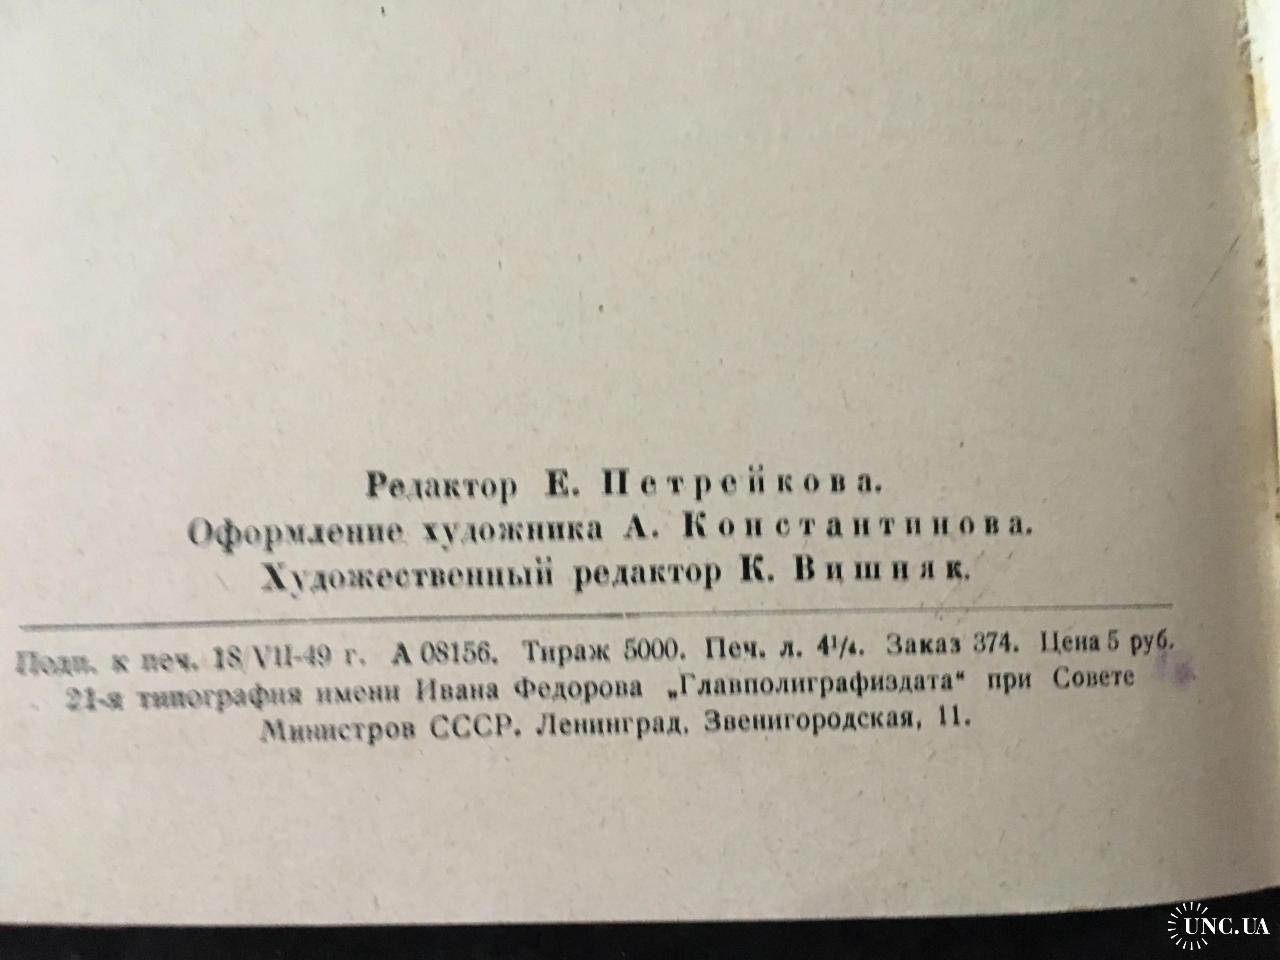 Редактор Е. Петрейкова.
Оформление художника А. Константинова.
Художественный редактор К. Вишняк.
Подп. к печ. 18/VII-49 г. А 08156. Тираж 5000. Печ. л. 4¹/₄. Заказ 374. Цена 5 руб.
21-я типография имени Ивана Федорова „Главполиграфиздата“ при Совете
Министров СССР. Ленинград, Звенигородская, 11.
UNC.UA